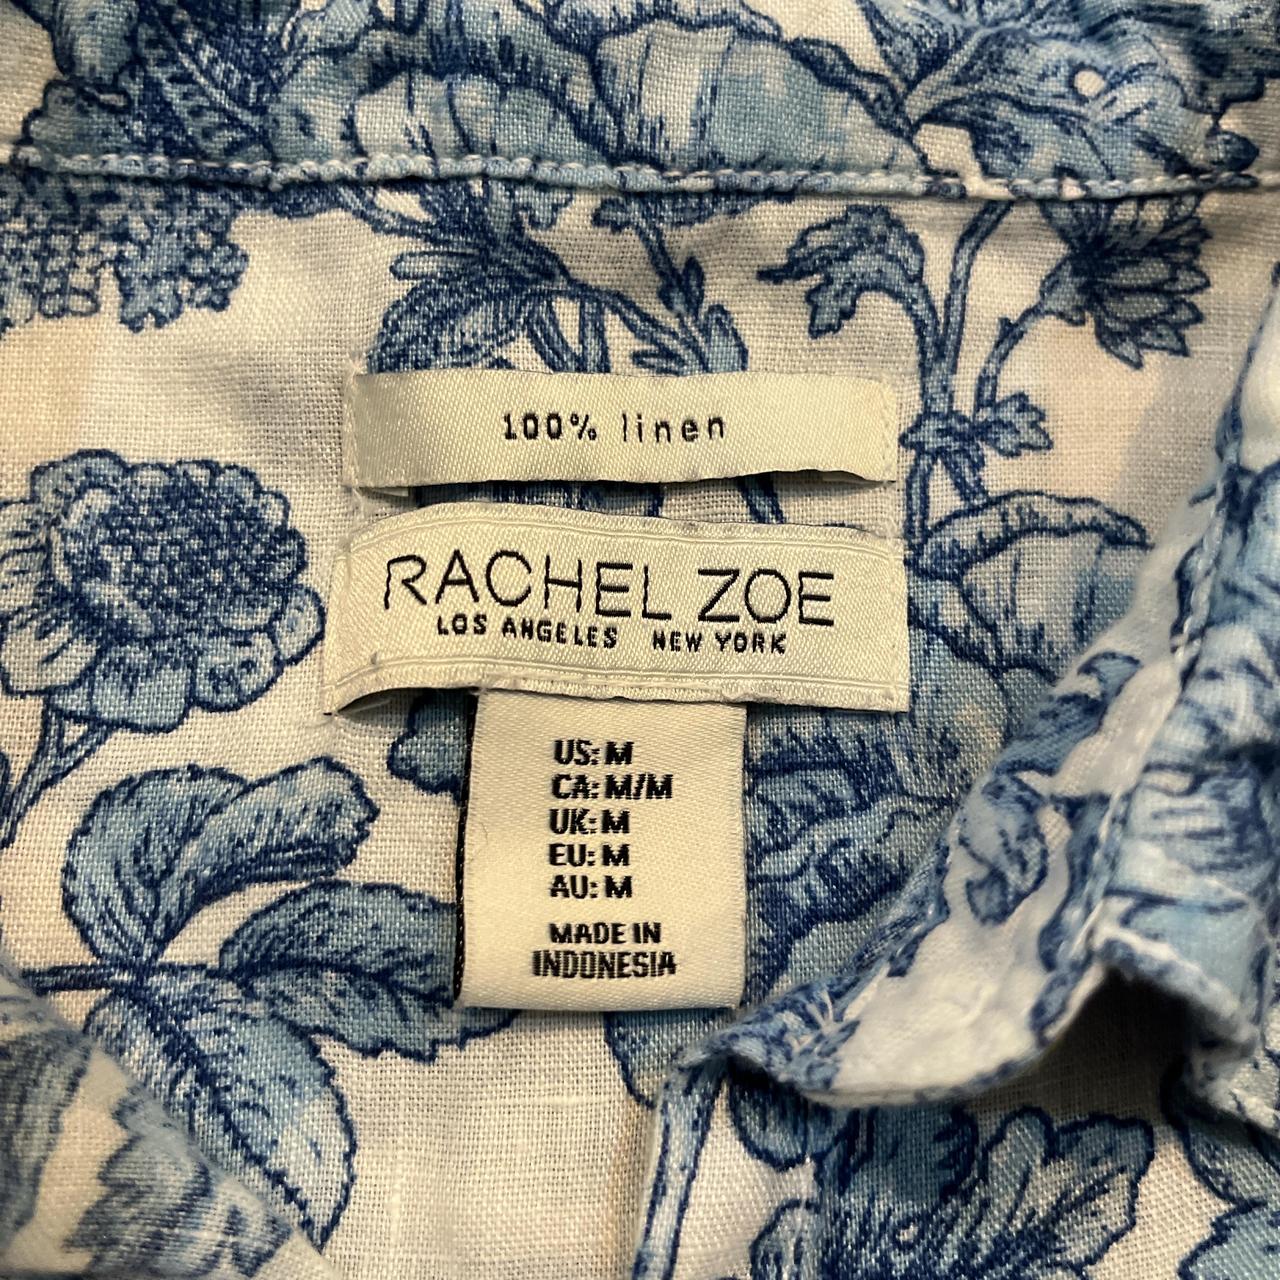 100% linen
RACHEL ZOE
LOS ANGELES NEW YORK
US: M
CA: M/M
UK: M
EU: M
AU: M
MADE IN
INDONESIA